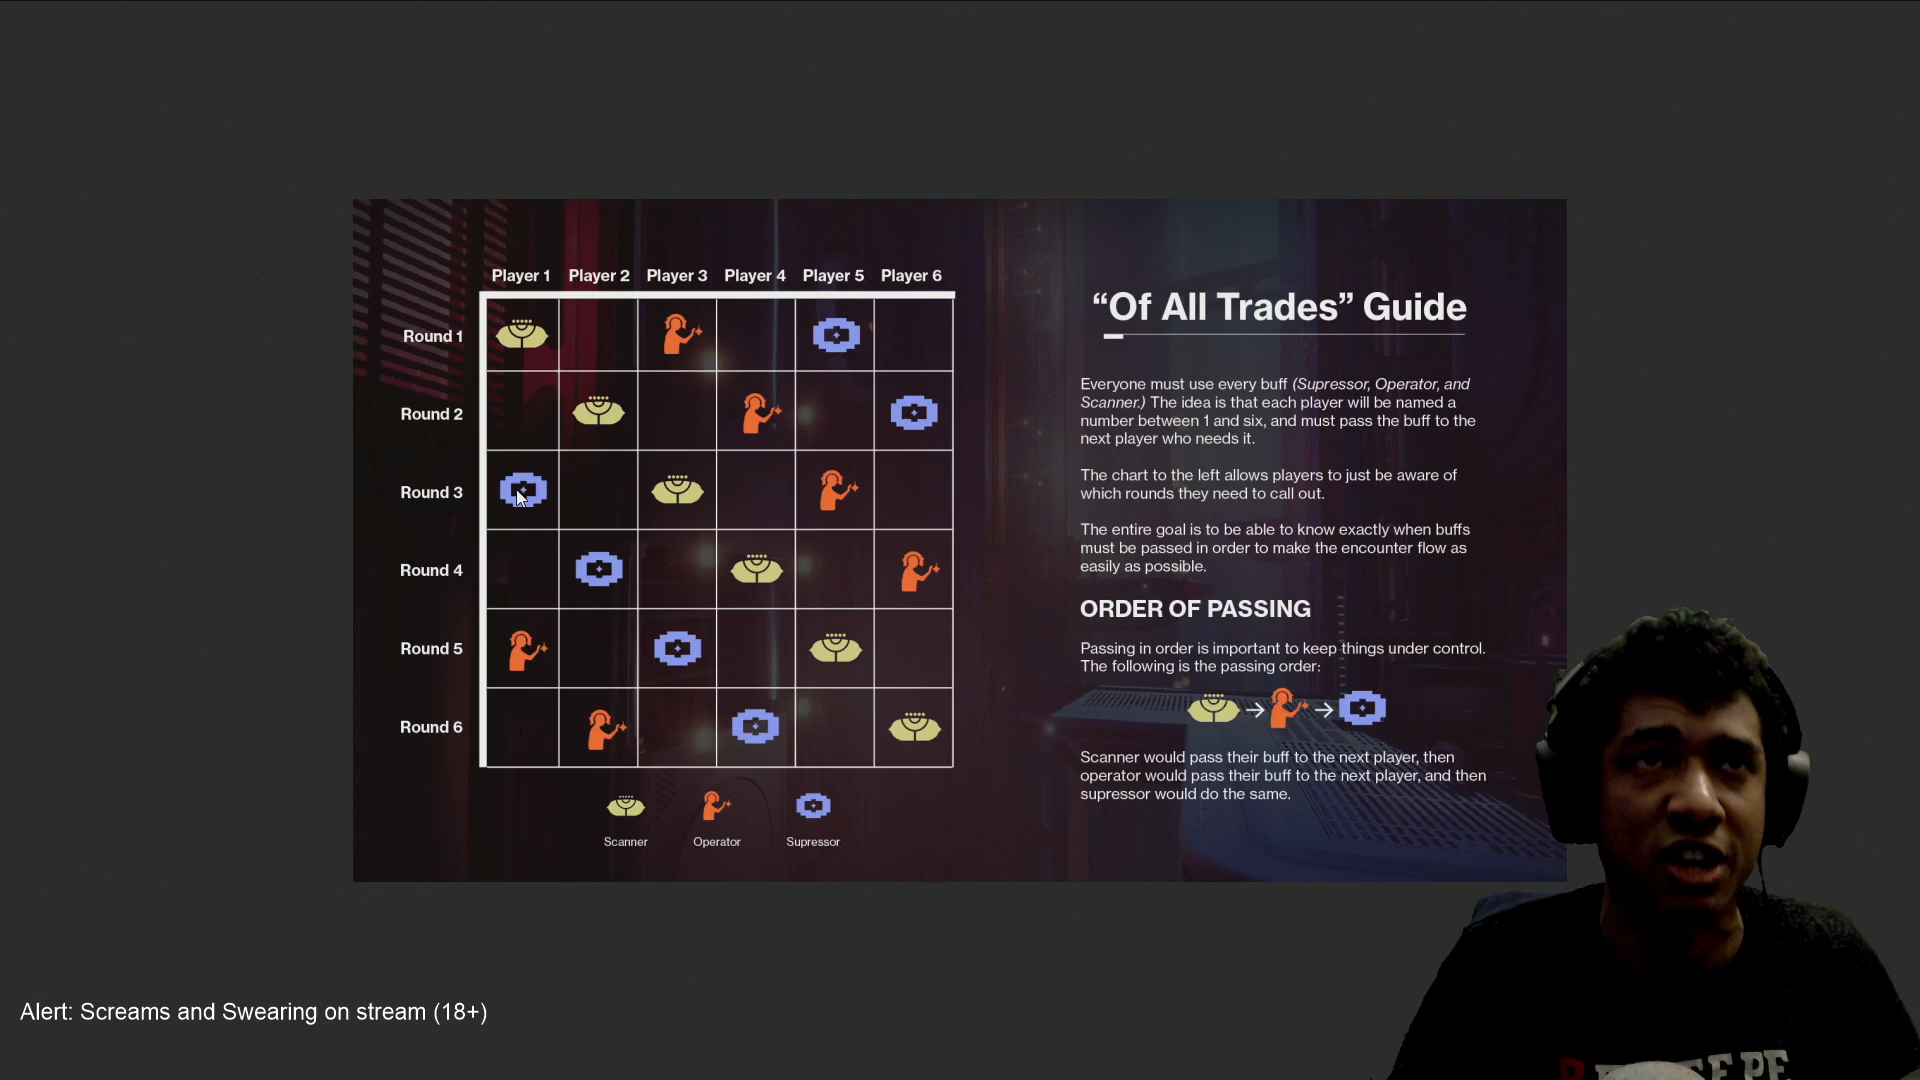 Player 1 Player 2 Player 3 Player 4 Player 5 Player 6
Round 1
Round 2
Round 3
Round 4
Round 5
Round 6
Scanner Operator Supressor
“Of All Trades” Guide
Everyone must use every buff (Supressor, Operator, and
Scanner.) The idea is that each player will be named a
number between 1 and six, and must pass the buff to the
next player who needs it.
The chart to the left allows players to just be aware of
which rounds they need to call out.
The entire goal is to be able to know exactly when buffs
must be passed in order to make the encounter flow as
easily as possible.
ORDER OF PASSING
Passing in order is important to keep things under control.
The following is the passing order:
Scanner would pass their buff to the next player, then
operator would pass their buff to the next player, and then
supressor would do the same.
Alert: Screams and Swearing on stream (18+)